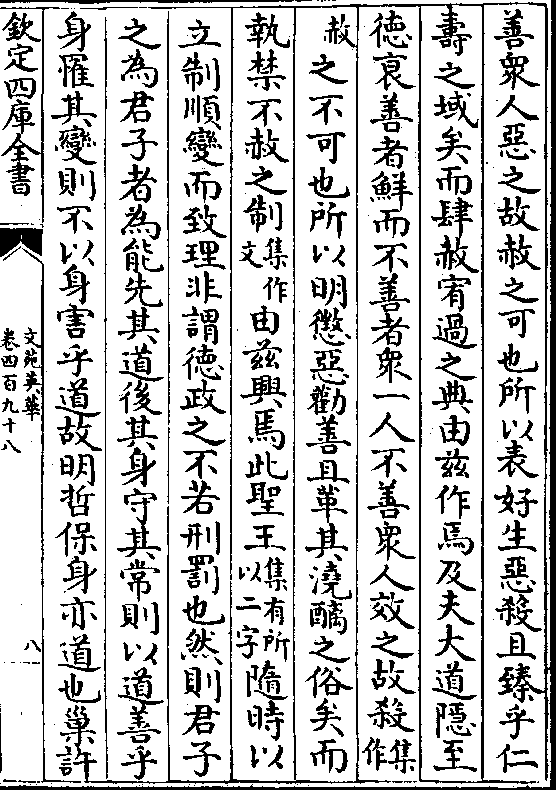 善衆人惡之故赦之可也所以表好生惡殺且臻乎仁
壽之域矣而肆赦宥過之典由兹作焉及夫大道隱至
德衰善者鮮而不善者衆一人不善衆人效之故殺集作
赦之不可也所以明懲惡勸善且革其澆醨之俗矣而
執禁不赦之制集作文由兹興焉此聖王集有所以二字隨時以
立制順變而致理非謂德政之不若刑罰也然則君子
之為君子者為能先其道後其身守其常則以道善乎
身罹其變則不以身害乎道故明哲保身亦道也巢許
欽定四庫全書
文苑英華
卷四百九十八
八